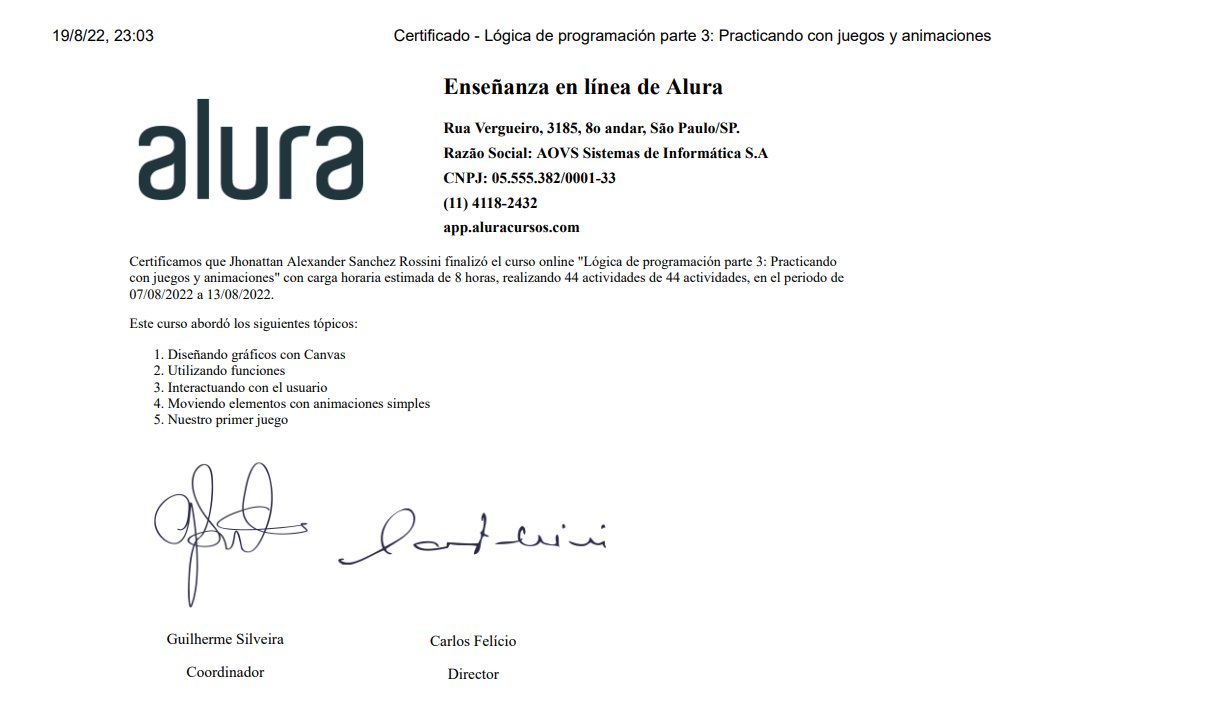 19/8/22, 23:03
Certificado - Lógica de programación parte 3: Practicando con juegos y animaciones
alura
Enseñanza en línea de Alura
Rua Vergueiro, 3185, 8o andar, São Paulo/SP.
Razão Social: AOVS Sistemas de Informática S.A
CNPJ: 05.555.382/0001-33
(11) 4118-2432
app.aluracursos.com
Certificamos que Jhonattan Alexander Sanchez Rossini finalizó el curso online "Lógica de programación parte 3: Practicando
con juegos y animaciones" con carga horaria estimada de 8 horas, realizando 44 actividades de 44 actividades, en el periodo de
07/08/2022 a 13/08/2022.
Este curso abordó los siguientes tópicos:
1. Diseñando gráficos con Canvas
2. Utilizando funciones
3. Interactuando con el usuario
4. Moviendo elementos con animaciones simples
5. Nuestro primer juego
Guilherme Silveira
Carlos Felício
Coordinador
Director